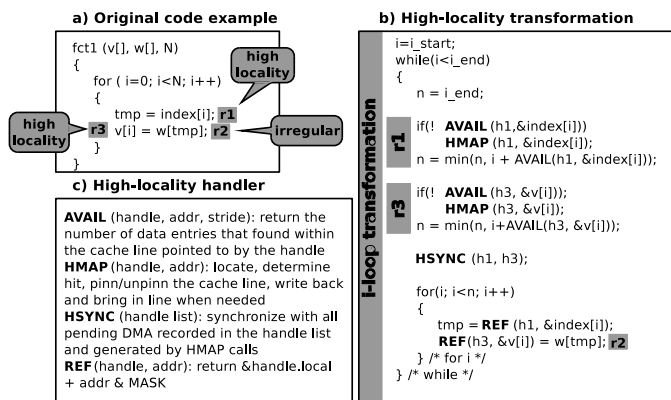 a) Original code example
fct1 (v[], w[], N)
{
for ( i=0; i<N; i++)
{
tmp = index[i]; r1
r3 v[i] = w[tmp]; r2
}
}
high
locality
high
locality
high
locality
irregular
c) High-locality handler
AVAIL (handle, addr, stride): return the
number of data entries that found within
the cache line pointed to by the handle
HMAP (handle, addr): locate, determine
hit, pinn/unpinn the cache line, write back
and bring in line when needed
HSYNC (handle list): synchronize with all
pending DMA recorded in the handle list
and generated by HMAP calls
REF(handle, addr): return &handle.local
+ addr & MASK
b) High-locality transformation
i-loop transformation
i=i_start;
while(i<i_end)
{
n = i_end;
r1
if(! AVAIL (h1,&index[i]))
HMAP (h1, &index[i);
n = min(n, i + AVAIL(h1, &index[i]));
r3
if(! AVAIL (h3, &v[i]));
HMAP (h3, &v[i);
n = min(n, i+AVAIL(h3, &v[i]));
HSYNC (h1, h3);
for(i; i<n; i++)
{
tmp = REF (h1, &index[i]);
REF(h3, &v[i]) = w[tmp]; r2
} /* for i */
} /* while */